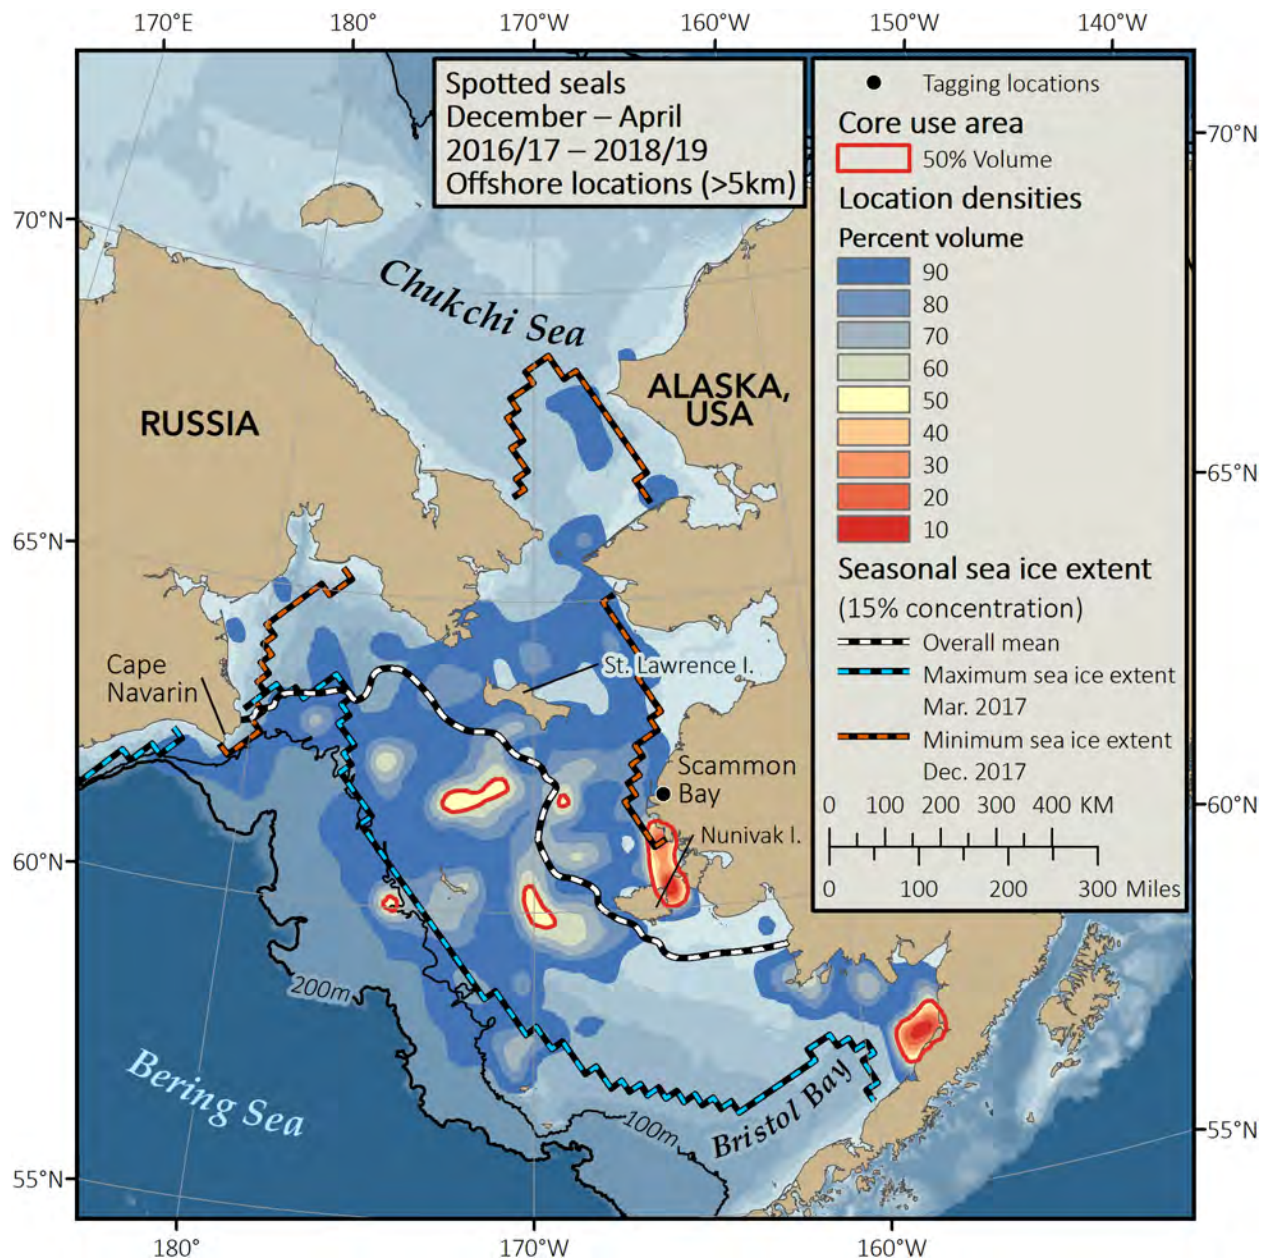 170°E 180° 170°W 160°W 150°W 140°W
Spotted seals
December – April
2016/17 – 2018/19
Offshore locations (>5km)
Tagging locations
Core use area
50% Volume
Location densities
Percent volume
90
80
70
60
50
40
30
20
10
Seasonal sea ice extent
(15% concentration)
Overall mean
Maximum sea ice extent
Mar. 2017
Minimum sea ice extent
Dec. 2017
0 100 200 300 400 KM
0 100 200 300 Miles
70°N
70°N
Chukchi Sea
RUSSIA
ALASKA,
USA
65°N
65°N
Cape
Navarin
St. Lawrence I.
Scammon
Bay
Nunivak I.
60°N
60°N
200m
Bering Sea
100m
Bristol Bay
55°N
55°N
180° 170°W 160°W